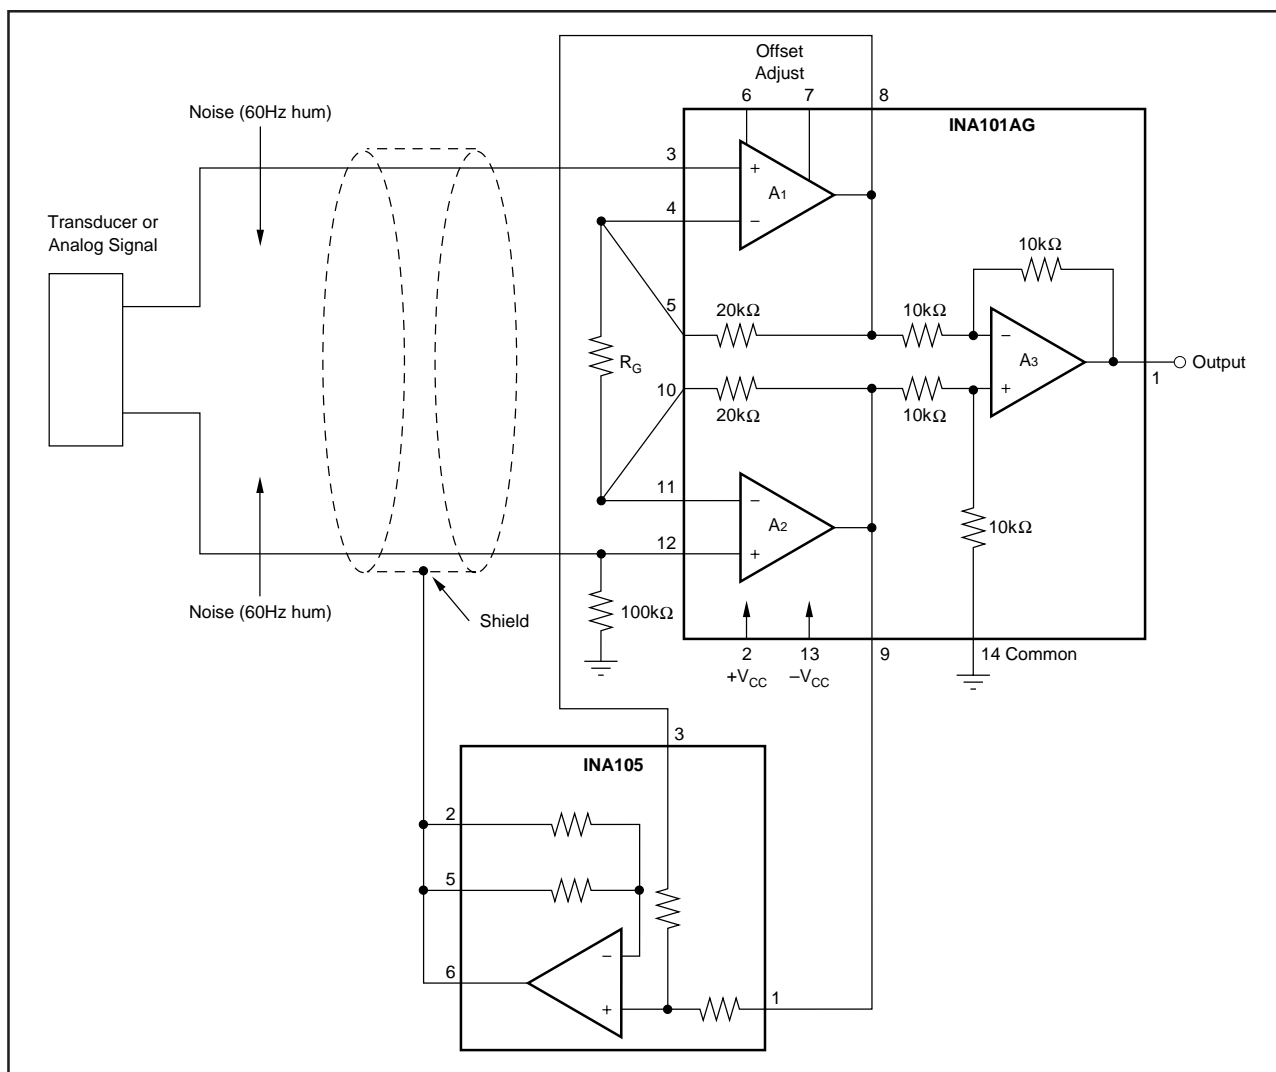 Offset
Adjust
6
7
8
Noise (60Hz hum)
INA101AG
3
+
A1
4
–
Transducer or
Analog Signal
10kΩ
5
20kΩ
10kΩ
–
A3
+
RG
1
Output
10
20kΩ
10kΩ
11
–
A2
10kΩ
12
+
Noise (60Hz hum)
Shield
100kΩ
2
13
9
14 Common
+VCC
–VCC
3
INA105
2
5
–
6
+
1